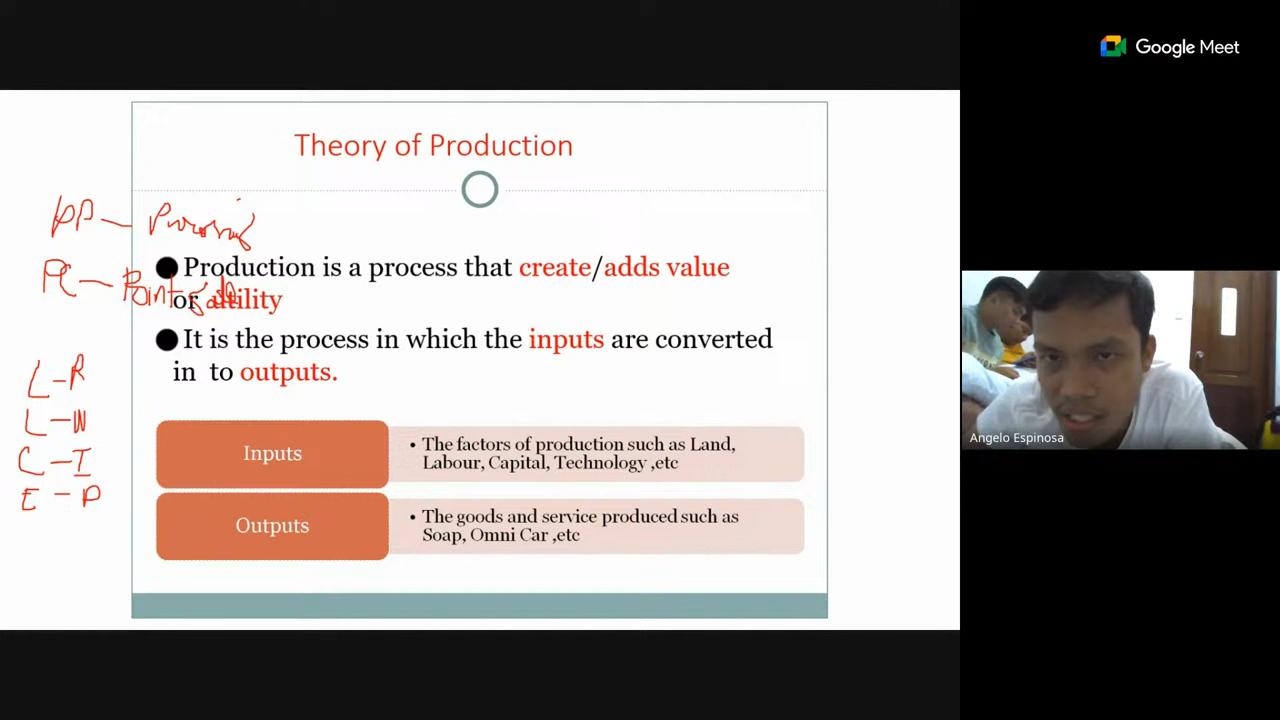 Google Meet
Theory of Production
PP – Processing
Production is a process that create/adds value
PC – Point
or utility
It is the process in which the inputs are converted
in to outputs.
L – R
L – W
C – I
E – P
Inputs
• The factors of production such as Land,
Labour, Capital, Technology ,etc
Outputs
• The goods and service produced such as
Soap, Omni Car ,etc
Angelo Espinosa